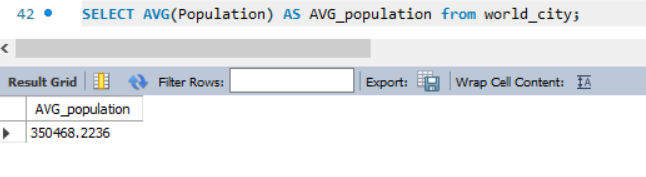 42 SELECT AVG(Population) AS AVG_population from world_city;
Result Grid Filter Rows: Export: Wrap Cell Content: IA
AVG_population
350468.2236